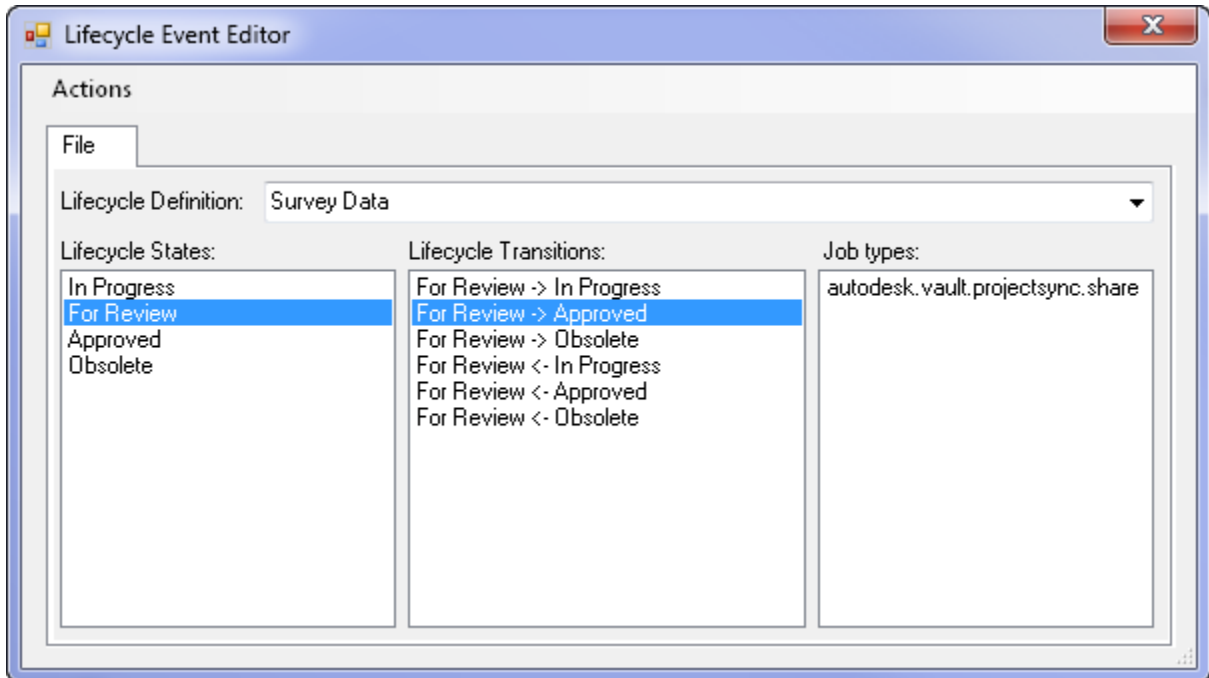 Lifecycle Event Editor
Actions
File
Lifecycle Definition: Survey Data
Lifecycle States:
In Progress
For Review
Approved
Obsolete
Lifecycle Transitions:
For Review -> In Progress
For Review -> Approved
For Review -> Obsolete
For Review <- In Progress
For Review <- Approved
For Review <- Obsolete
Job types:
autodesk.vault.projectsync.share